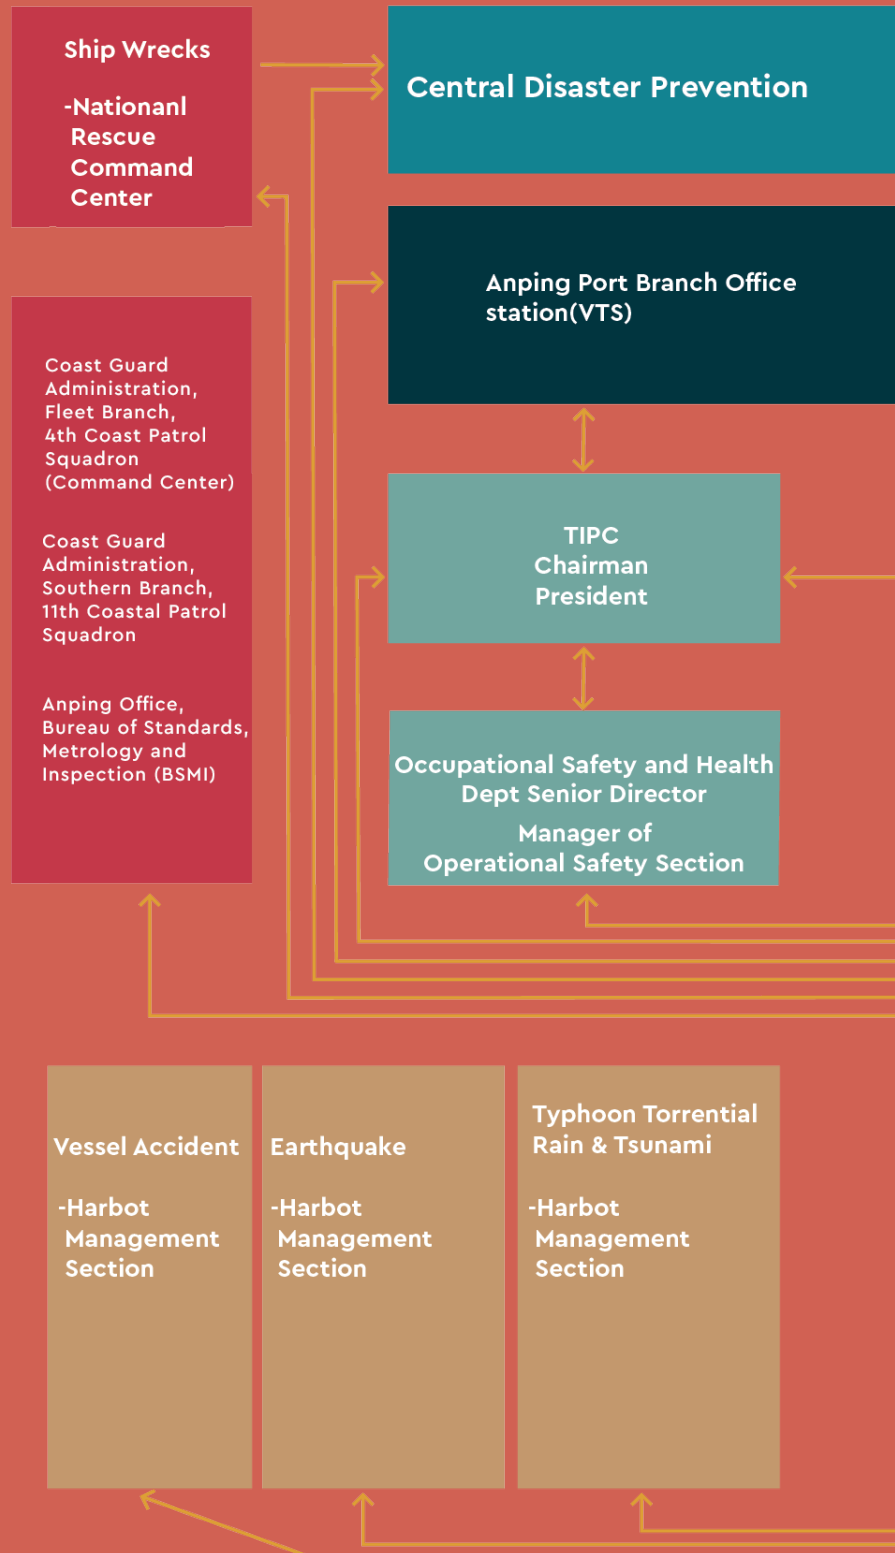 Ship Wrecks
-Nationanl
Rescue
Command
Center
Central Disaster Prevention
Anping Port Branch Office
station(VTS)
Coast Guard
Administration,
Fleet Branch,
4th Coast Patrol
Squadron
(Command Center)
Coast Guard
Administration,
Southern Branch,
11th Coastal Patrol
Squadron
Anping Office,
Bureau of Standards,
Metrology and
Inspection (BSMI)
TIPC
Chairman
President
Occupational Safety and Health
Dept Senior Director
Manager of
Operational Safety Section
Vessel Accident
-Harbot
Management
Section
Earthquake
-Harbot
Management
Section
Typhoon Torrential
Rain & Tsunami
-Harbot
Management
Section